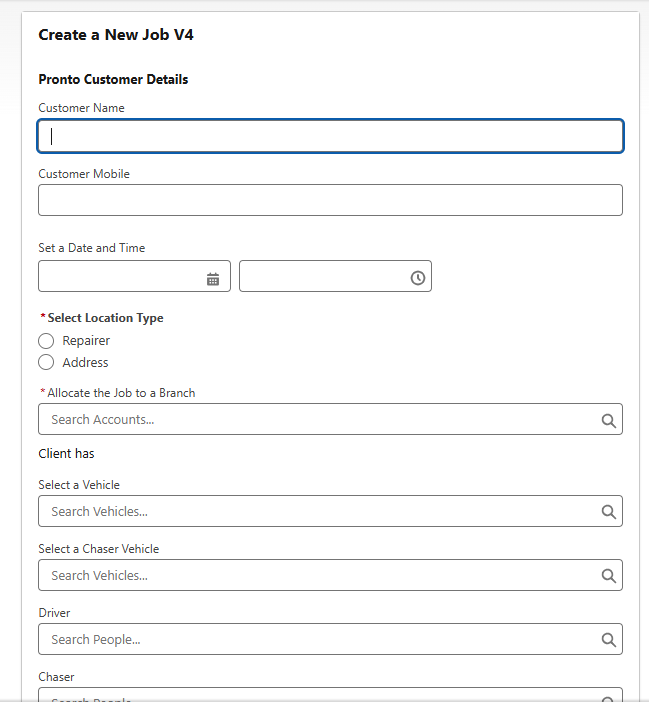 Create a New Job V4
Pronto Customer Details
Customer Name
Customer Mobile
Set a Date and Time
*Select Location Type
Repairer
Address
*Allocate the Job to a Branch
Search Accounts...
Client has
Select a Vehicle
Search Vehicles...
Select a Chaser Vehicle
Search Vehicles...
Driver
Search People...
Chaser